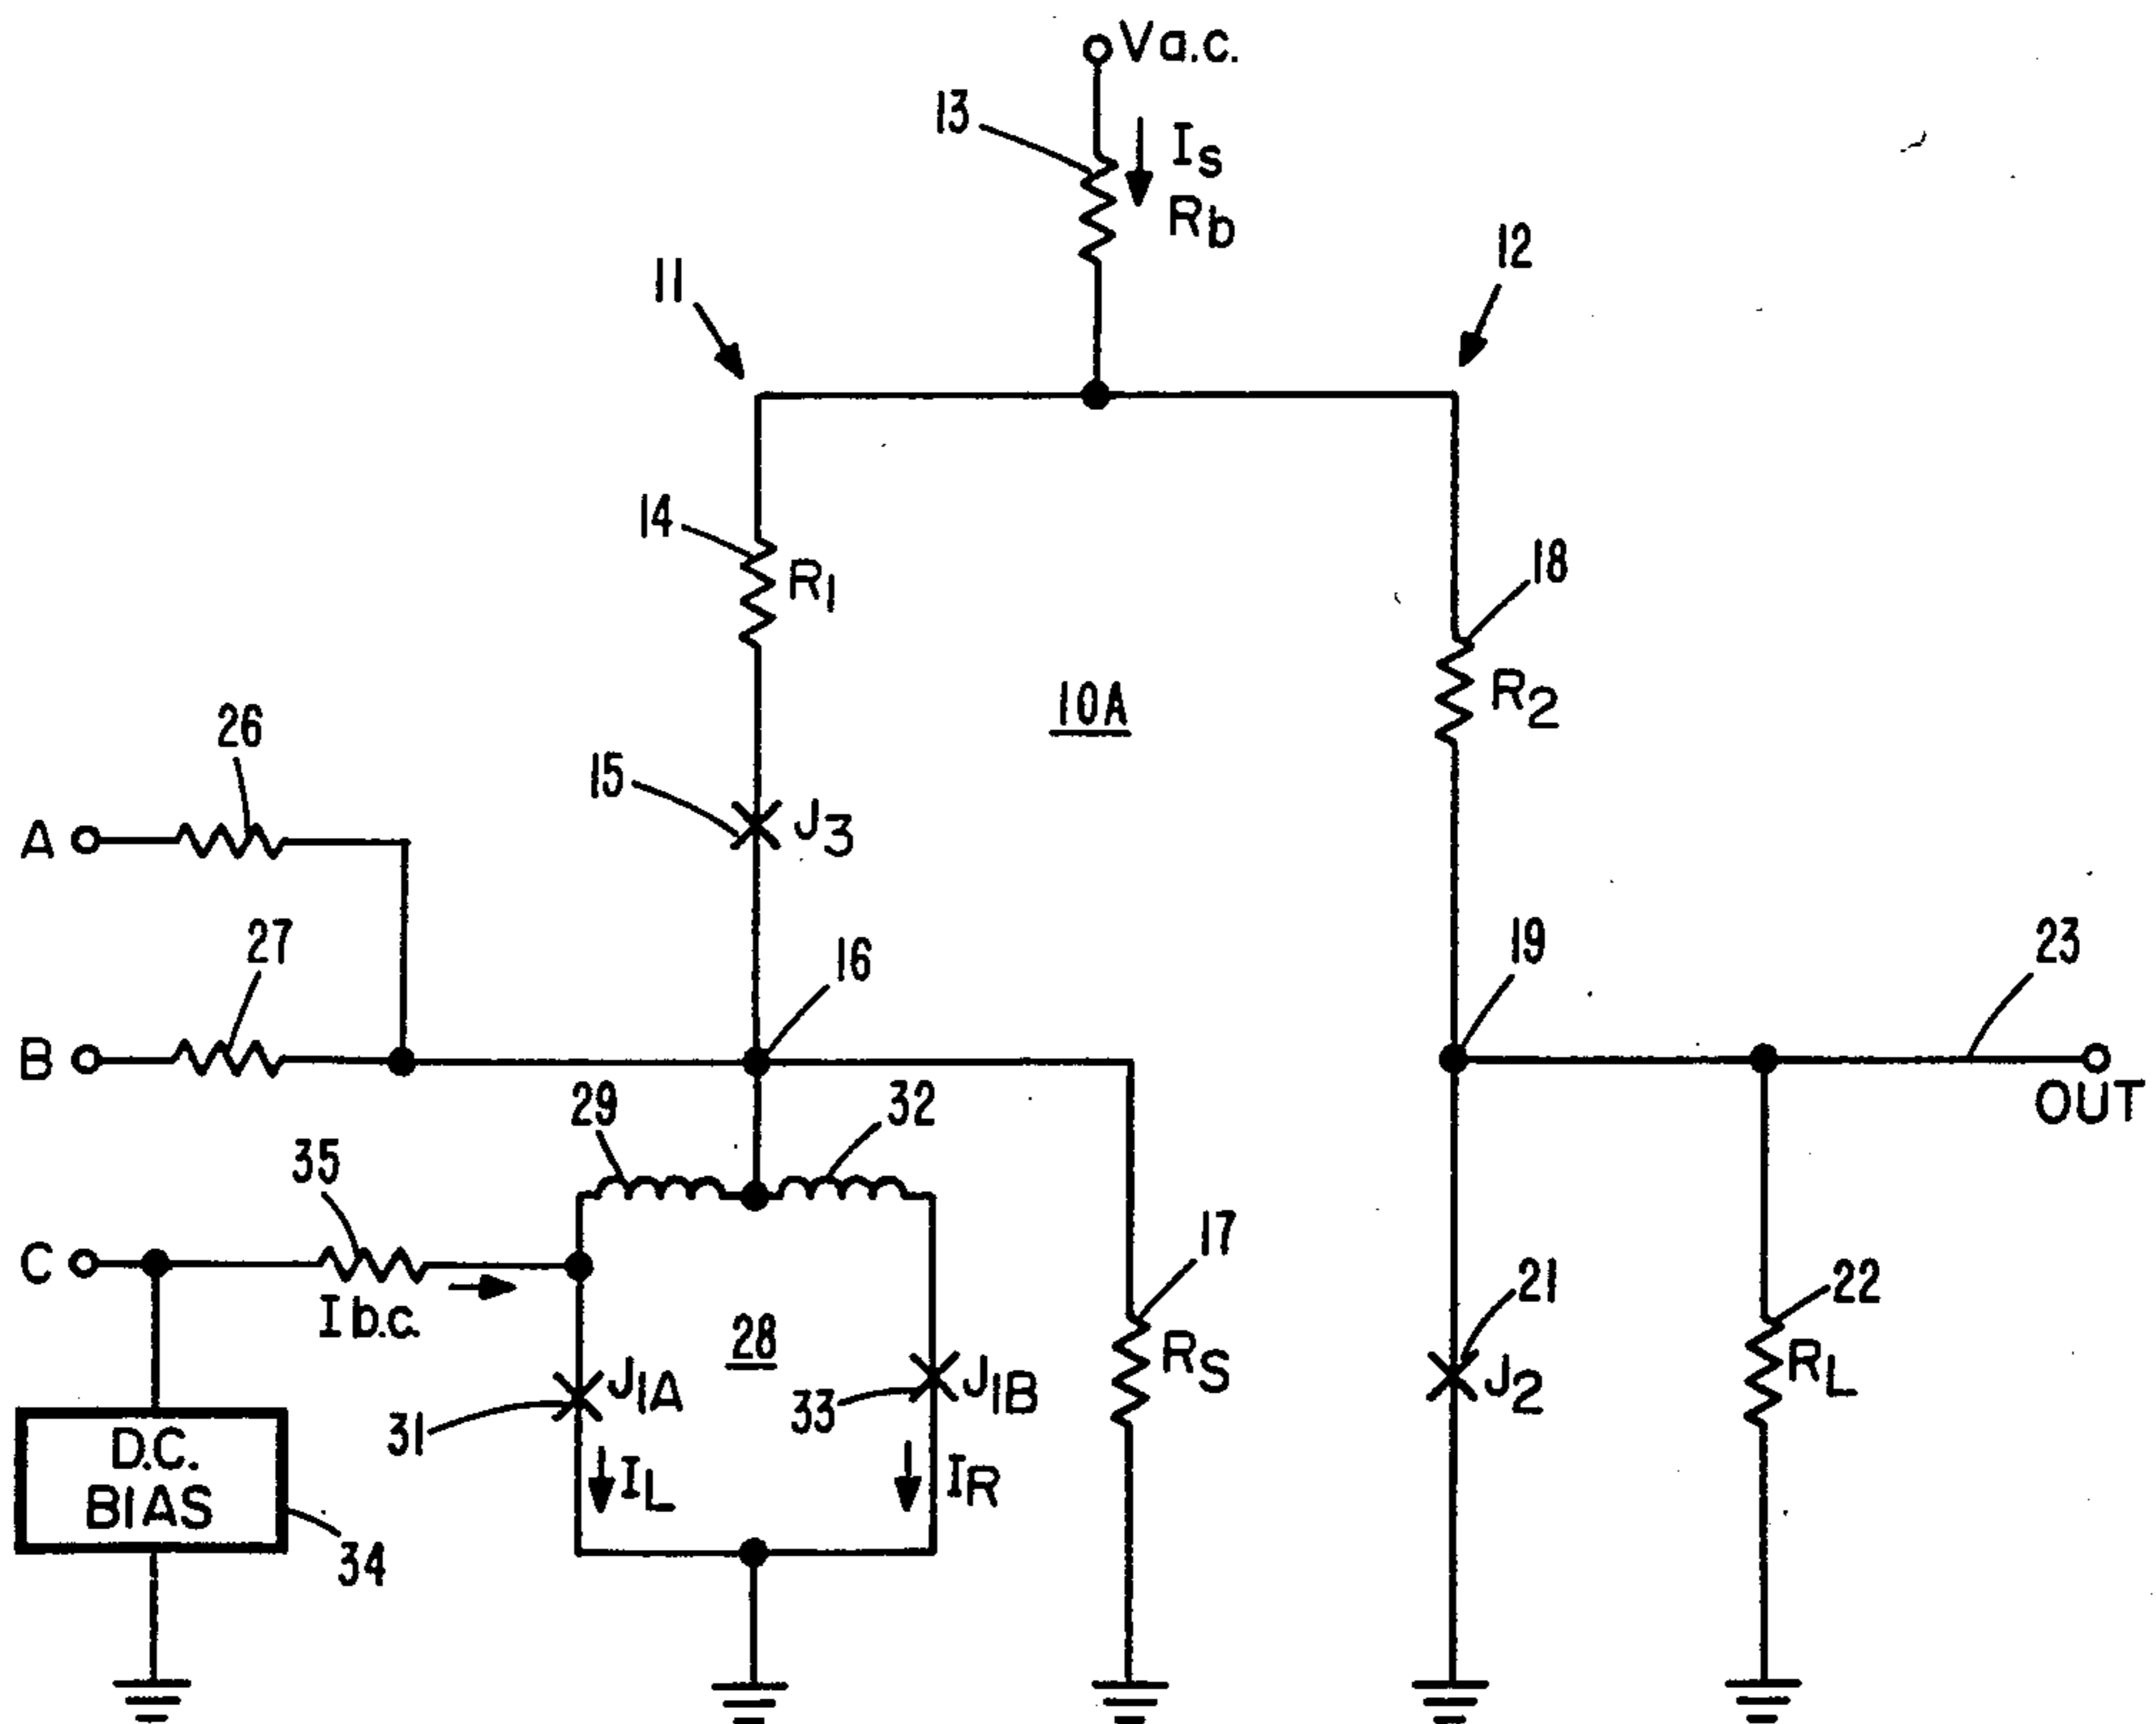 Va.c.
13
Is
Rb
12
11
14
R1
18
R2
10A
26
15
J3
A
27
16
19
23
B
29
32
OUT
35
17
C
Ib.c.
28
21
22
RS
RL
J1A
J1B
J2
33
31
D.C.
BIAS
IL
IR
34